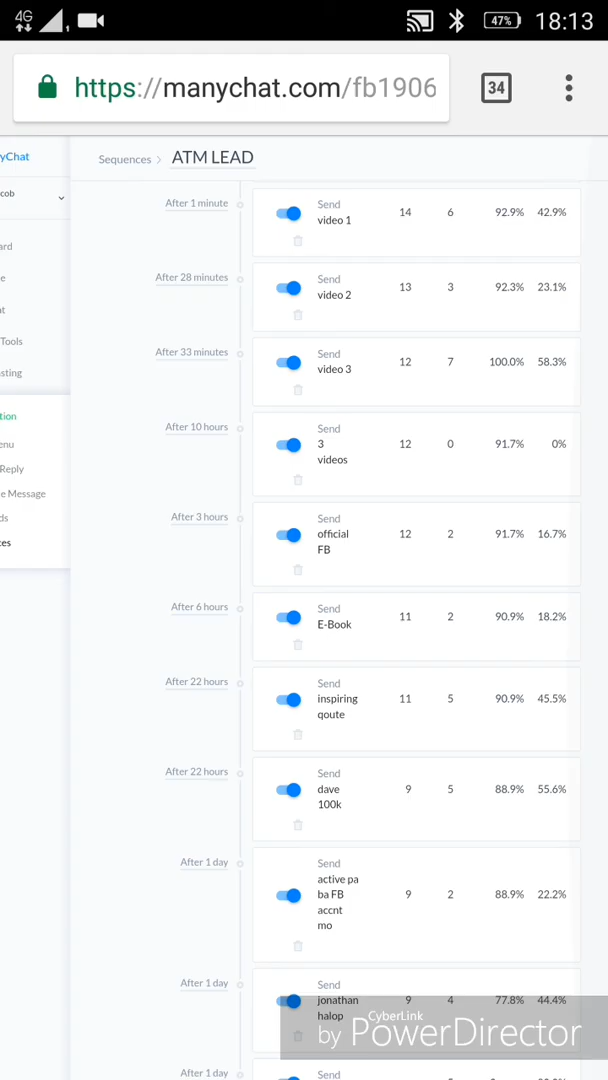 4G
47%
18:13
https://manychat.com/fb1906
34
yChat
Sequences > ATM LEAD
cob
ard
e
at
Tools
sting
tion
enu
Reply
e Message
ds
ces
After 1 minute
Send
video 1
14 6 92.9% 42.9%
After 28 minutes
Send
video 2
13 3 92.3% 23.1%
After 33 minutes
Send
video 3
12 7 100.0% 58.3%
After 10 hours
Send
3
videos
12 0 91.7% 0%
After 3 hours
Send
official
FB
12 2 91.7% 16.7%
After 6 hours
Send
E-Book
11 2 90.9% 18.2%
After 22 hours
Send
inspiring
qoute
11 5 90.9% 45.5%
After 22 hours
Send
dave
100k
9 5 88.9% 55.6%
After 1 day
Send
active pa
ba FB
accnt
mo
9 2 88.9% 22.2%
After 1 day
Send
jonathan
halop
9 4 77.8% 44.4%
After 1 day
CyberLink
by PowerDirector